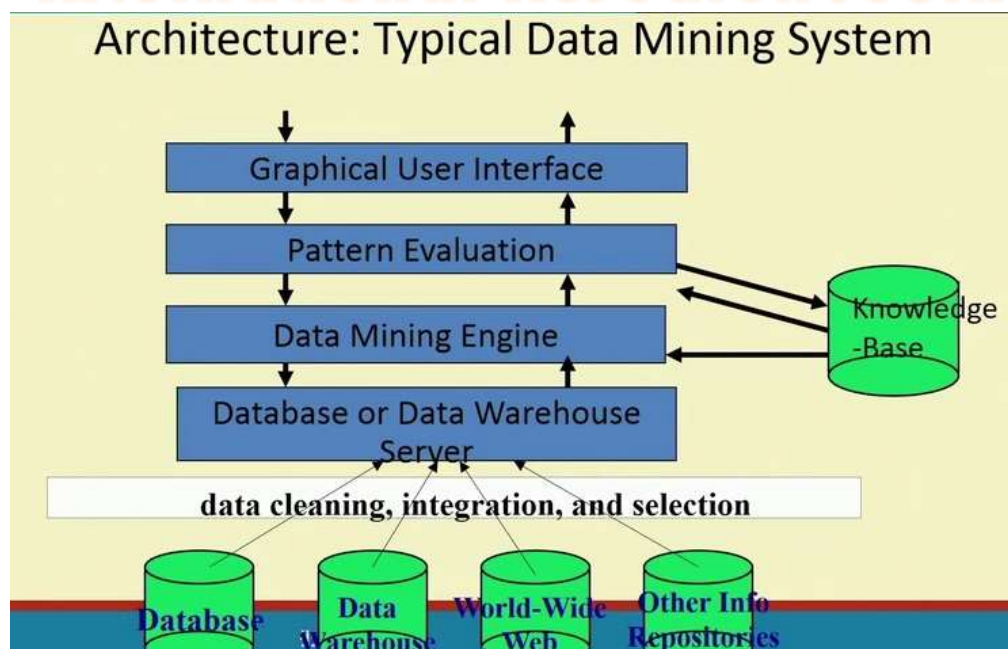 Architecture: Typical Data Mining System
Graphical User Interface
Pattern Evaluation
Data Mining Engine
Database or Data Warehouse
Server
Knowledge
-Base
data cleaning, integration, and selection
Database
Data
Warehouse
World-Wide
Web
Other Info
Repositories